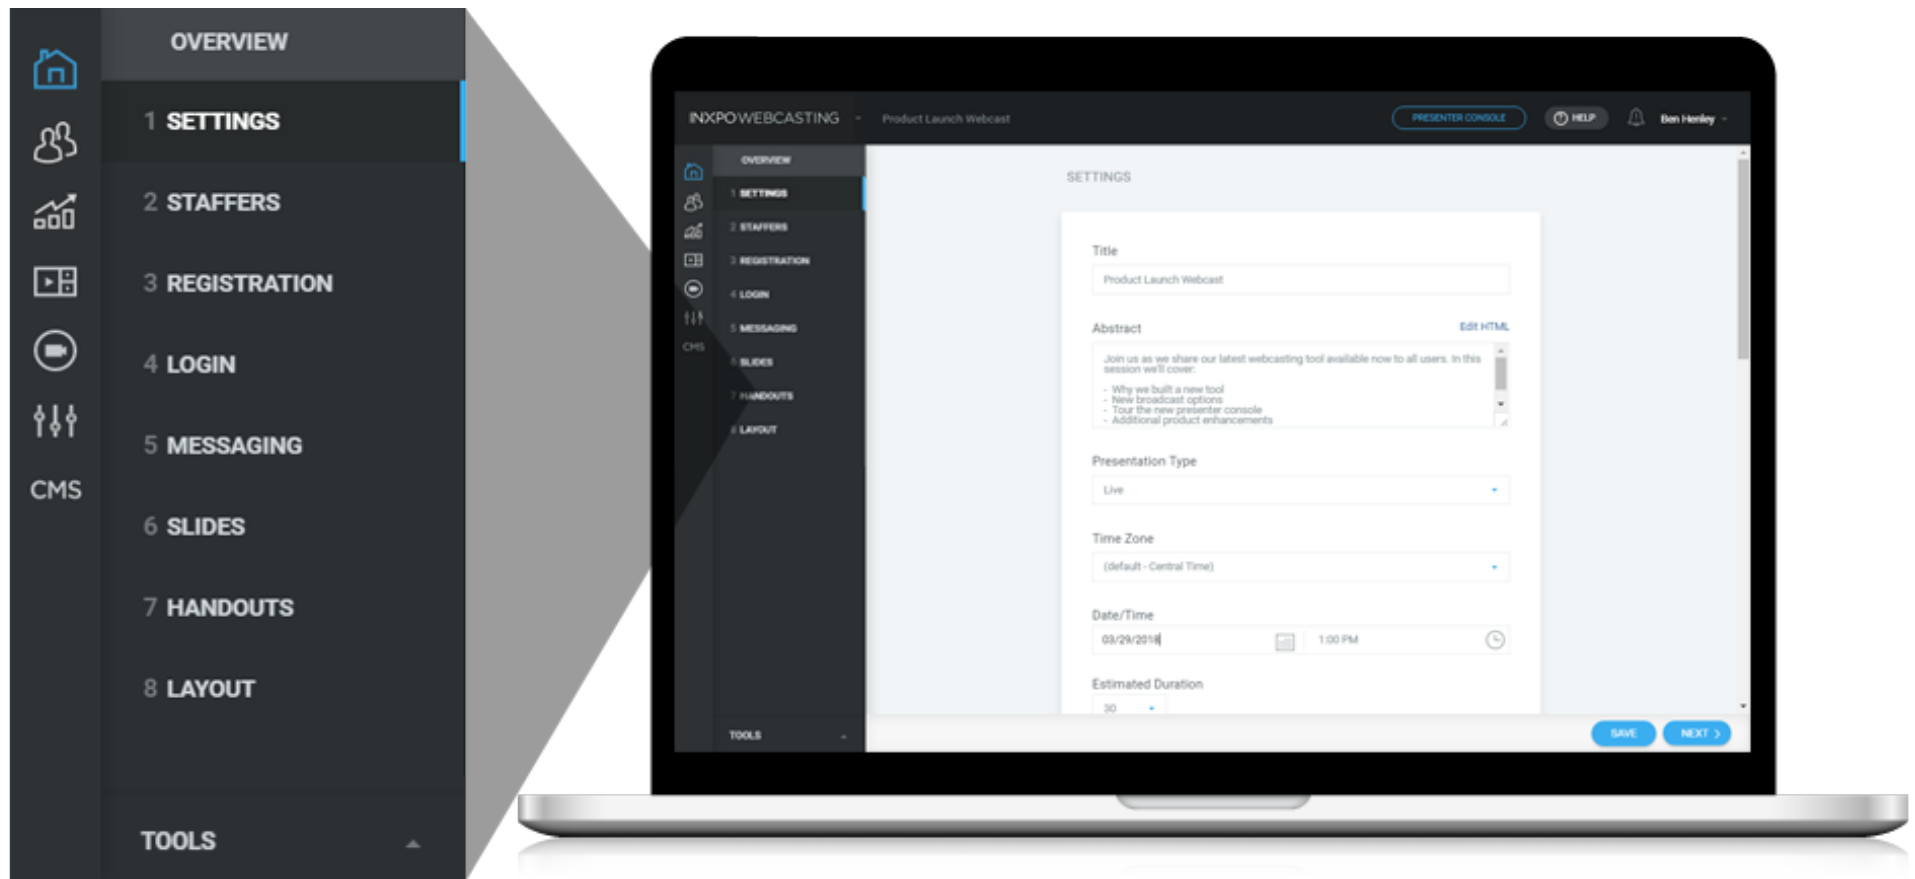 OVERVIEW
1 SETTINGS
2 STAFFERS
3 REGISTRATION
4 LOGIN
5 MESSAGING
6 SLIDES
7 HANDOUTS
8 LAYOUT
CMS
TOOLS
INXPOWEBCASTING
Product Launch Webcast
PRESENTER CONSOLE
HELP
Ben Henley
OVERVIEW
1 SETTINGS
2 STAFFERS
3 REGISTRATION
4 LOGIN
5 MESSAGING
6 SLIDES
7 HANDOUTS
8 LAYOUT
CMS
TOOLS
SETTINGS
Title
Product Launch Webcast
Abstract
Edit HTML
Join us as we share our latest webcasting tool available now to all users. In this
session we'll cover:
- Why we built a new tool
- New broadcast options
- Tour the new presenter console
- Additional product enhancements
Presentation Type
Live
Time Zone
(default - Central Time)
Date/Time
03/29/2018
1:00 PM
Estimated Duration
30
SAVE
NEXT >